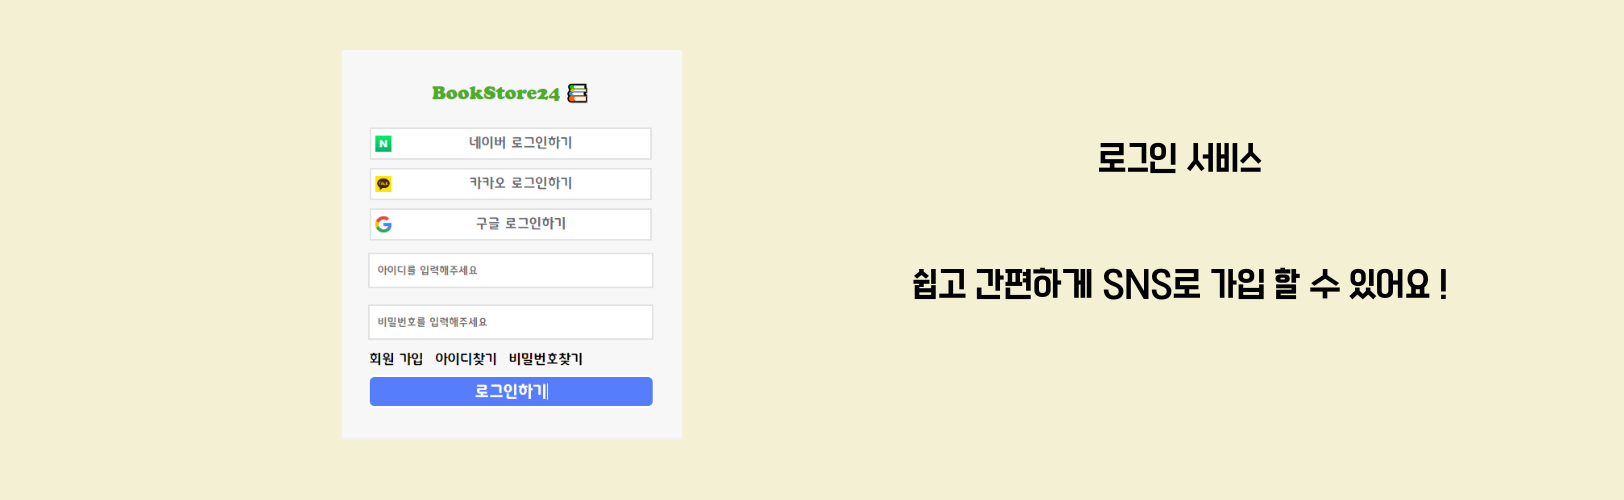 BookStore24
네이버 로그인하기
카카오 로그인하기
구글 로그인하기
아이디를 입력해주세요
비밀번호를 입력해주세요
회원 가입 아이디찾기 비밀번호찾기
로그인하기
로그인 서비스
쉽고 간편하게 SNS로 가입 할 수 있어요 !